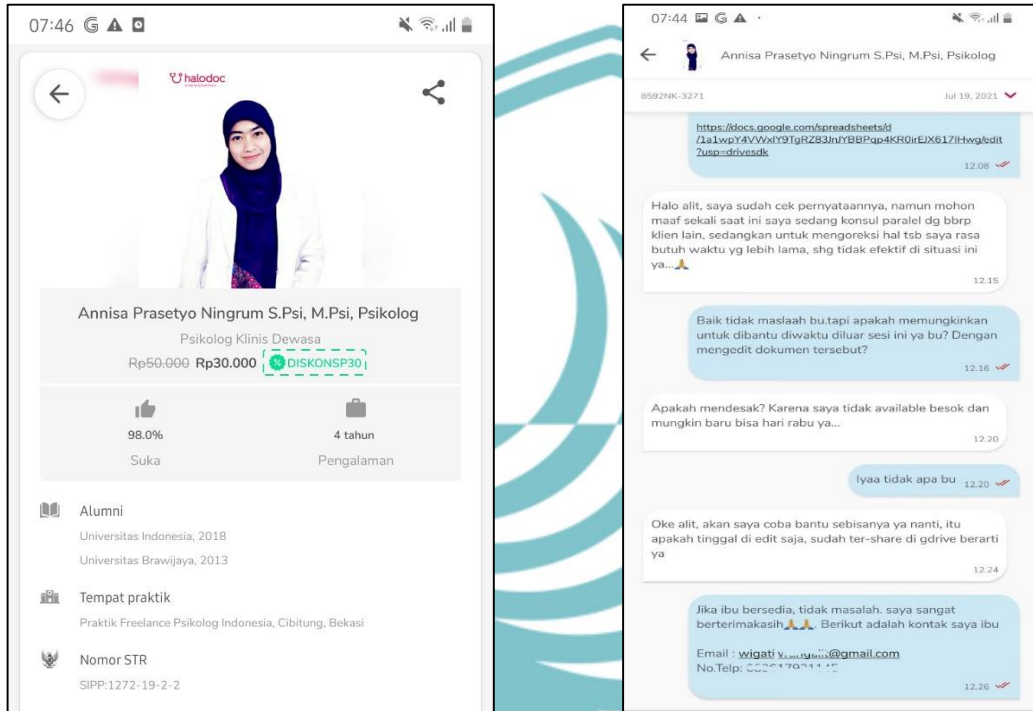 07:46 G
halodoc
Annisa Prasetyo Ningrum S.Psi, M.Psi, Psikolog
Psikolog Klinis Dewasa
Rp50.000 Rp30.000 DISKONSP30
98.0%
Suka
4 tahun
Pengalaman
Alumni
Universitas Indonesia, 2018
Universitas Brawijaya, 2013
Tempat praktik
Praktik Freelance Psikolog Indonesia, Cibitung, Bekasi
Nomor STR
SIPP:1272-19-2-2
07:44 G
Annisa Prasetyo Ningrum S.Psi, M.Psi, Psikolog
8592NK-3271 Jul 19, 2021
https://docs.google.com/spreadsheets/d
?usp=drivesdk
12.08
Halo alit, saya sudah cek pernyataannya, namun mohon
maaf sekali saat ini saya sedang konsul paralel dg bbrp
klien lain, sedangkan untuk mengoreksi hal tsb saya rasa
butuh waktu yg lebih lama, shg tidak efektif di situasi ini
ya...🙏
12.15
Baik tidak maslaah bu.tapi apakah memungkinkan
untuk dibantu diwaktu diluar sesi ini ya bu? Dengan
mengedit dokumen tersebut?
12.16
Apakah mendesak? Karena saya tidak available besok dan
mungkin baru bisa hari rabu ya...
12.20
Iyaa tidak apa bu 12.20
Oke alit, akan saya coba bantu sebisanya ya nanti, itu
apakah tinggal di edit saja, sudah ter-share di gdrive berarti
ya
12.24
Jika ibu bersedia, tidak masalah. saya sangat
berterimakasih🙏🙏. Berikut adalah kontak saya ibu
Email : wigati @gmail.com
No.Telp:
12.26